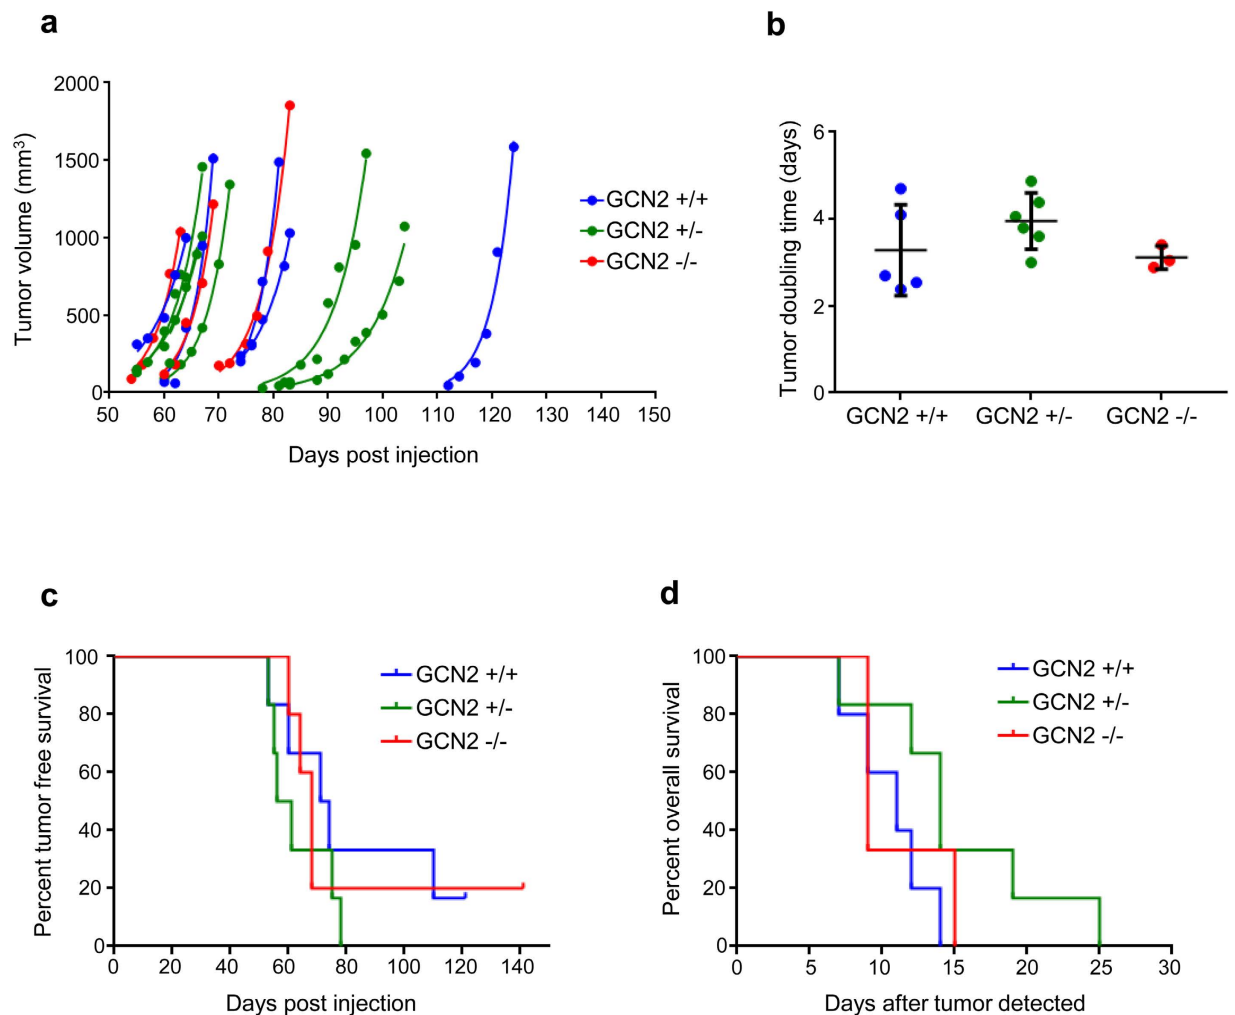 a
Tumor volume (mm³)
2000
1500
1000
500
0
50 60 70 80 90 100 110 120 130 140 150
Days post injection
GCN2 +/+
GCN2 +/-
GCN2 -/-
b
Tumor doubling time (days)
6
4
2
0
GCN2 +/+ GCN2 +/- GCN2 -/-
c
Percent tumor free survival
100
80
60
40
20
0
0 20 40 60 80 100 120 140
Days post injection
GCN2 +/+
GCN2 +/-
GCN2 -/-
d
Percent overall survival
100
80
60
40
20
0
0 5 10 15 20 25 30
Days after tumor detected
GCN2 +/+
GCN2 +/-
GCN2 -/-